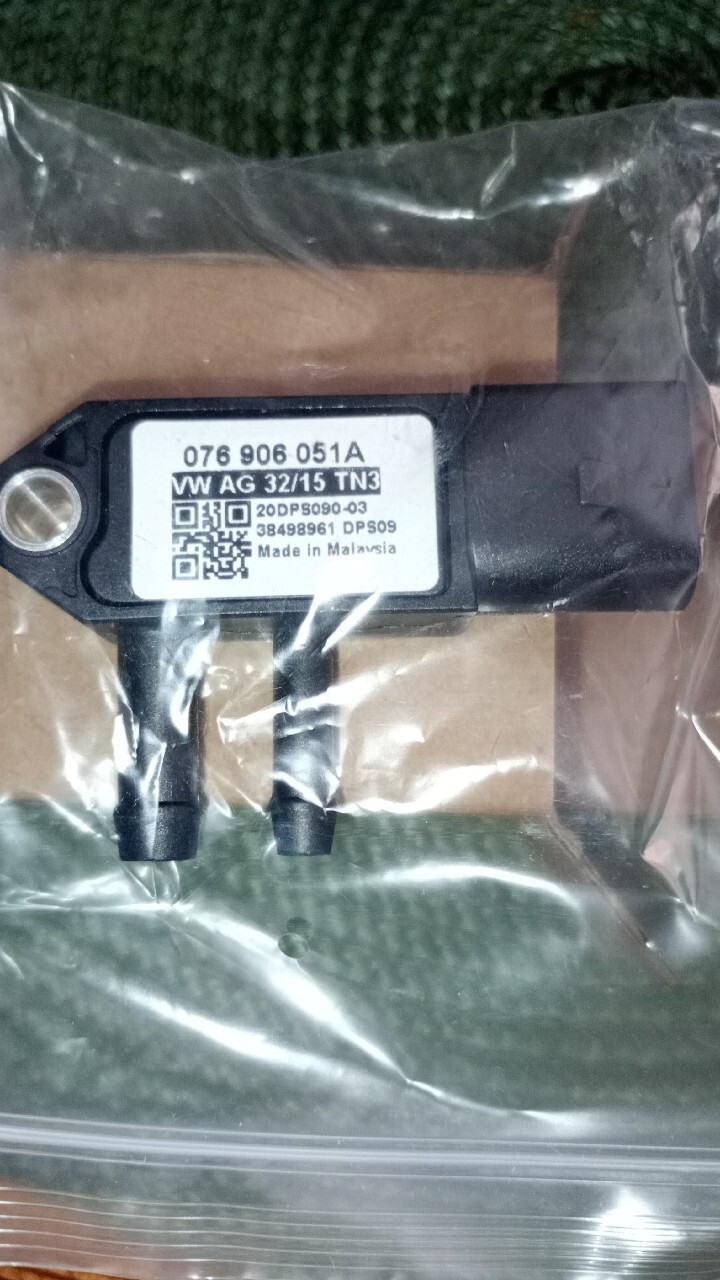 076 906 051A
VW AG 32/15 TN3
20DPS090-03
38498961 DPS09
Made in Malaysia